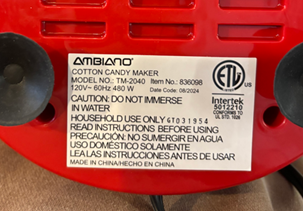 AMBIANO
COTTON CANDY MAKER
MODEL NO.: TM-2040 Item No.: 836098
120V~ 60Hz 480 W Date Code: 08/2024
CAUTION: DO NOT IMMERSE
IN WATER
HOUSEHOLD USE ONLY GT031954
READ INSTRUCTIONS BEFORE USING
PRECAUCIÓN: NO SUMERGIR EN AGUA
USO DOMÉSTICO SOLAMENTE
LEA LAS INSTRUCCIONES ANTES DE USAR
MADE IN CHINA/HECHO EN CHINA
ETL
US
Intertek
5012210
CONFORMS TO
UL STD. 1026